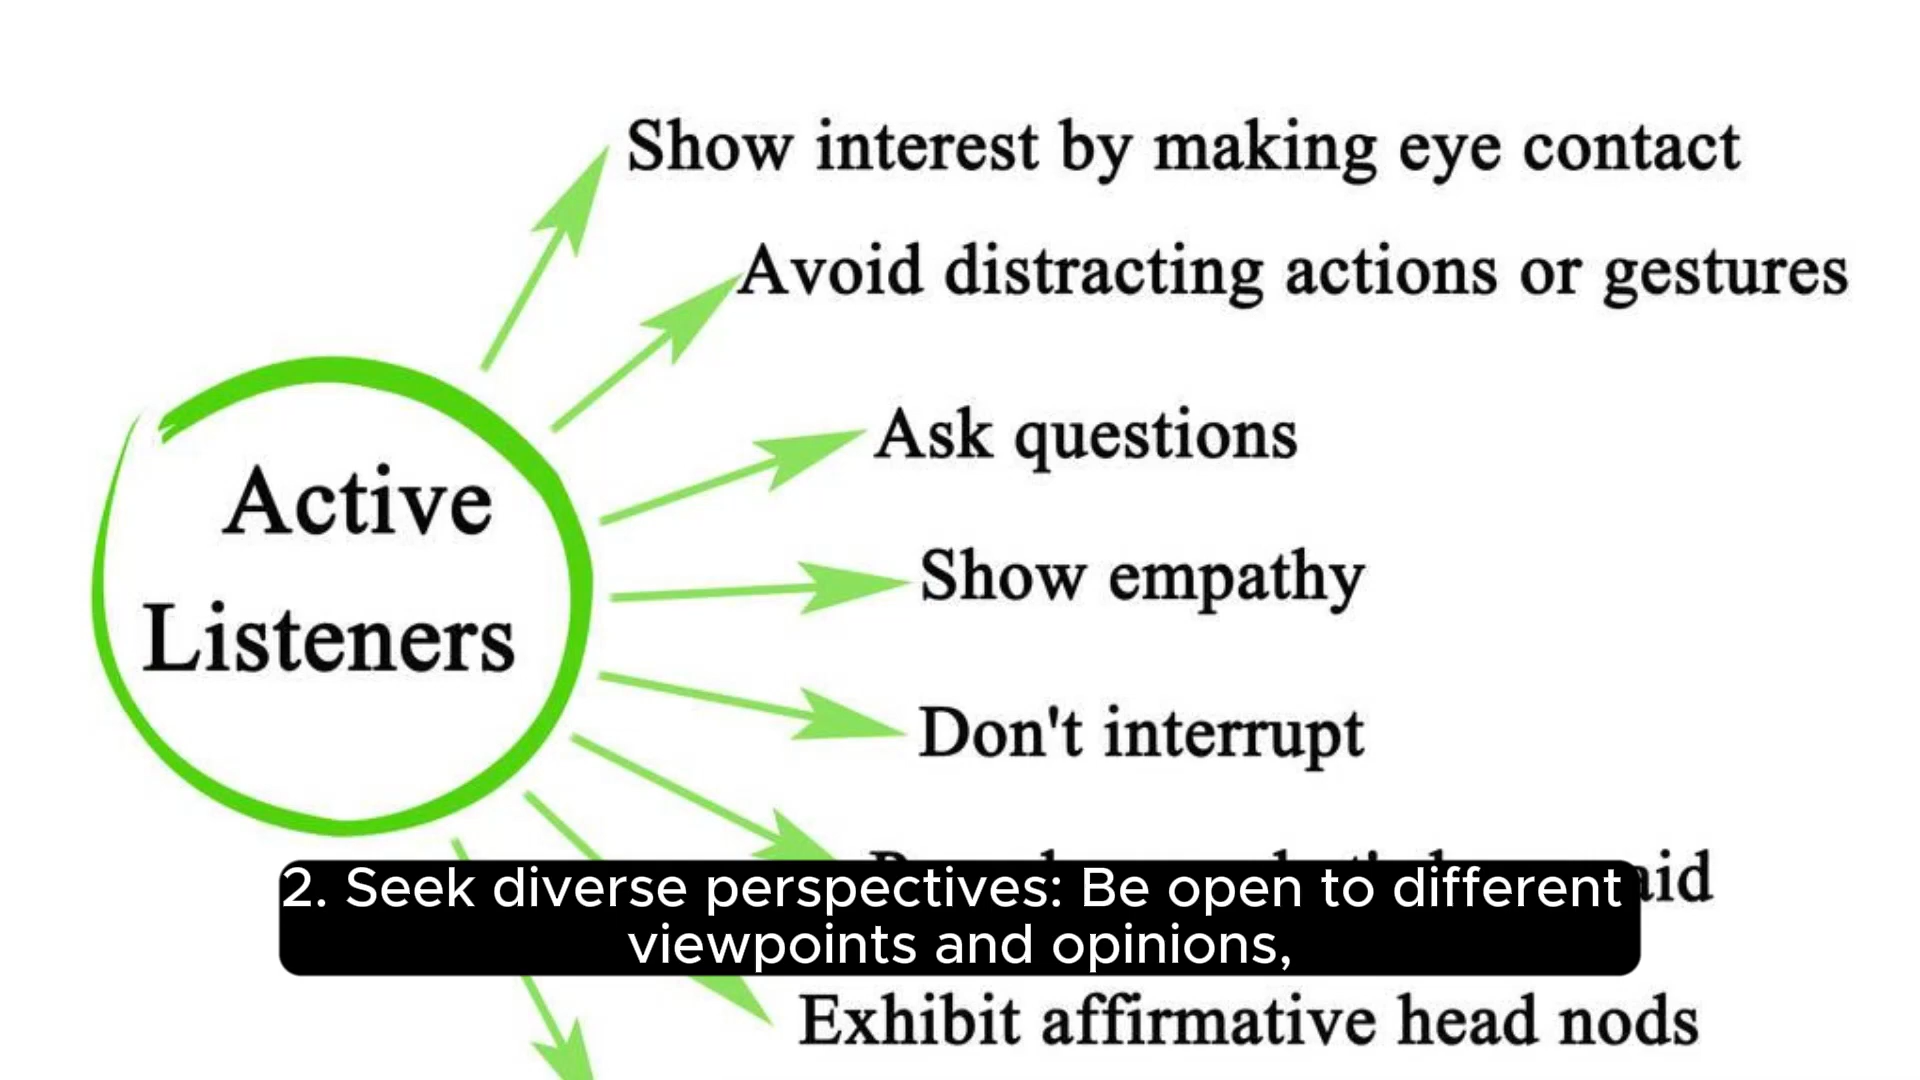 Show interest by making eye contact
Avoid distracting actions or gestures
Ask questions
Active
Listeners
Show empathy
Don't interrupt
2. Seek diverse perspectives: Be open to different
viewpoints and opinions,
Exhibit affirmative head nods